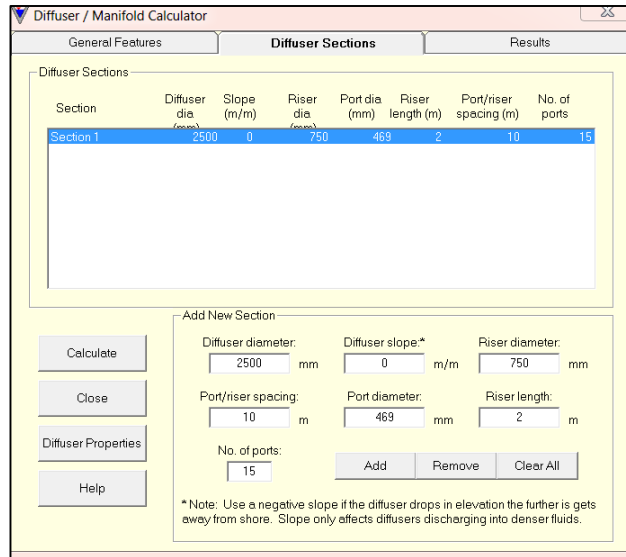 Diffuser / Manifold Calculator
General Features Diffuser Sections Results
Diffuser Sections
Section Diffuser dia (mm) Slope (m/m) Riser dia (mm) Port dia (mm) Riser length (m) Port/riser spacing (m) No. of ports
Section 1 2500 0 750 469 2 10 15
Add New Section
Diffuser diameter: Diffuser slope:* Riser diameter:
2500 mm 0 m/m 750 mm
Port/riser spacing: Port diameter: Riser length:
10 m 469 mm 2 m
No. of ports:
15
Add Remove Clear All
*Note: Use a negative slope if the diffuser drops in elevation the further is gets
away from shore. Slope only affects diffusers discharging into denser fluids.
Calculate
Close
Diffuser Properties
Help